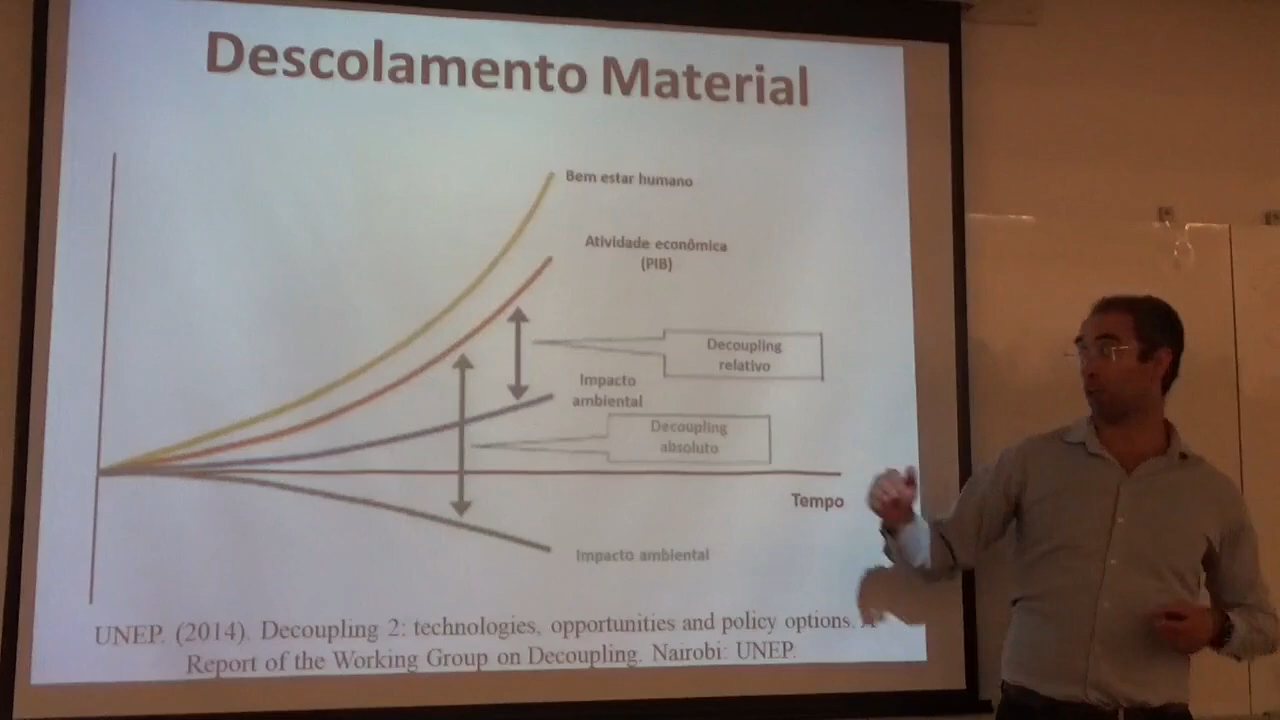 Descolamento Material
Bem estar humano
Atividade econômica
(PIB)
Decoupling
relativo
Impacto
ambiental
Decoupling
absoluto
Tempo
Impacto ambiental
UNEP. (2014). Decoupling 2: technologies, opportunities and policy options. A
Report of the Working Group on Decoupling. Nairobi: UNEP.